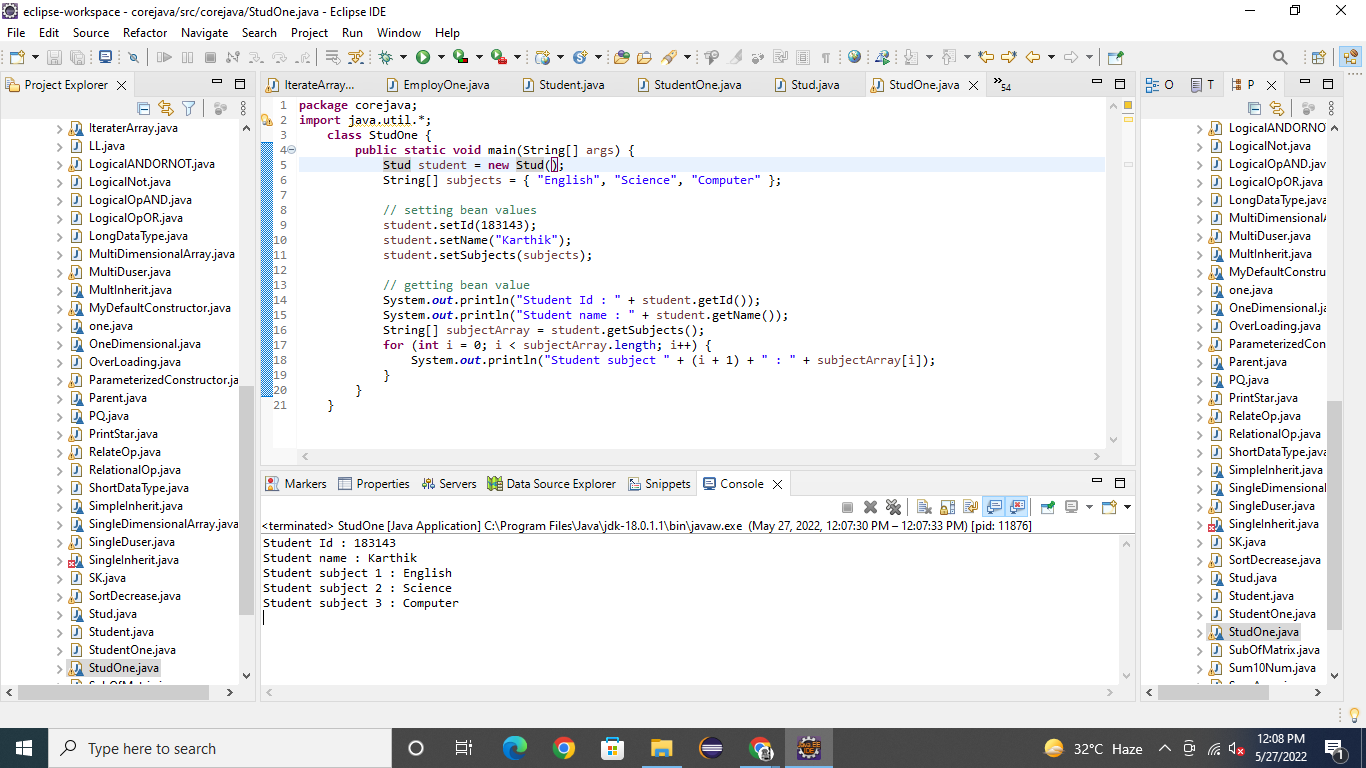 eclipse-workspace - corejava/src/corejava/StudOne.java - Eclipse IDE
File Edit Source Refactor Navigate Search Project Run Window Help
Project Explorer
IteraterArray.java
LL.java
LogicalANDORNOT.java
LogicalNot.java
LogicalOpAND.java
LogicalOpOR.java
LongDataType.java
MultiDimensionalArray.java
MultiDuser.java
MultInherit.java
MyDefaultConstructor.java
one.java
OneDimensional.java
OverLoading.java
ParameterizedConstructor.ja
Parent.java
PQ.java
PrintStar.java
RelateOp.java
RelationalOp.java
ShortDataType.java
SimpleInherit.java
SingleDimensionalArray.java
SingleDuser.java
SingleInherit.java
SK.java
SortDecrease.java
Stud.java
Student.java
StudentOne.java
StudOne.java
IterateArray... EmployOne.java Student.java StudentOne.java Stud.java StudOne.java »54
1 package corejava;
2 import java.util.*;
3 class StudOne {
4 public static void main(String[] args) {
5 Stud student = new Stud();
6 String[] subjects = { "English", "Science", "Computer" };
7
8 // setting bean values
9 student.setId(183143);
10 student.setName("Karthik");
11 student.setSubjects(subjects);
12
13 // getting bean value
14 System.out.println("Student Id : " + student.getId());
15 System.out.println("Student name : " + student.getName());
16 String[] subjectArray = student.getSubjects();
17 for (int i = 0; i < subjectArray.length; i++) {
18 System.out.println("Student subject " + (i + 1) + " : " + subjectArray[i]);
19 }
20 }
21 }
Markers Properties Servers Data Source Explorer Snippets Console
<terminated> StudOne [Java Application] C:\Program Files\Java\jdk-18.0.1.1\bin\javaw.exe (May 27, 2022, 12:07:30 PM – 12:07:33 PM) [pid: 11876]
Student Id : 183143
Student name : Karthik
Student subject 1 : English
Student subject 2 : Science
Student subject 3 : Computer
O T P
LogicalANDORNO
LogicalNot.java
LogicalOpAND.java
LogicalOpOR.java
LongDataType.java
MultiDimensionalA
MultiDuser.java
MultInherit.java
MyDefaultConstru
one.java
OneDimensional.ja
OverLoading.java
ParameterizedCon
Parent.java
PQ.java
PrintStar.java
RelateOp.java
RelationalOp.java
ShortDataType.java
SimpleInherit.java
SingleDimensional
SingleDuser.java
SingleInherit.java
SK.java
SortDecrease.java
Stud.java
Student.java
StudentOne.java
StudOne.java
SubOfMatrix.java
Sum10Num.java
Type here to search
32°C Haze
12:08 PM
5/27/2022
1